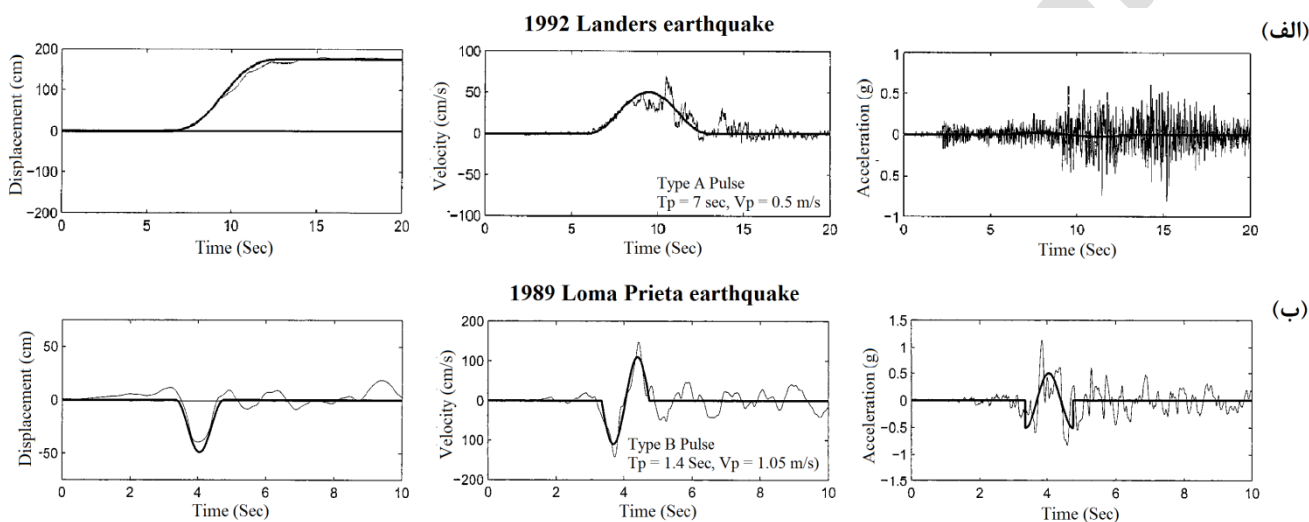 1992 Landers earthquake
(الف)
Displacement (cm)
200
100
0
−100
−200
0 5 10 15 20
Time (Sec)
Velocity (cm/s)
100
50
0
−50
−100
Type A Pulse
Tp = 7 sec, Vp = 0.5 m/s
0 5 10 15 20
Time (Sec)
Acceleration (g)
1
0.5
0
−0.5
−1
0 5 10 15 20
Time (Sec)
1989 Loma Prieta earthquake
(ب)
Displacement (cm)
50
0
−50
0 2 4 6 8 10
Time (Sec)
Velocity (cm/s)
200
100
0
100
−200
Type B Pulse
Tp = 1.4 Sec, Vp = 1.05 m/s)
0 2 4 6 8 10
Time (Sec)
Acceleration (g)
1.5
1
0.5
0
−0.5
−1
−1.5
0 2 4 6 8 10
Time (Sec)